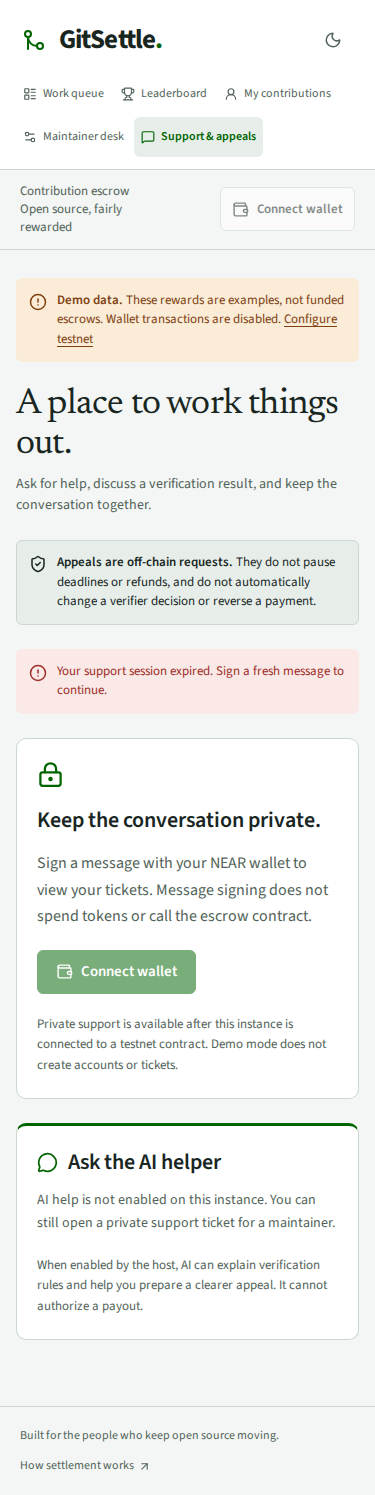 GitSettle.
Work queue
Leaderboard
My contributions
Maintainer desk
Support & appeals
Contribution escrow
Open source, fairly
rewarded
Connect wallet
Demo data. These rewards are examples, not funded
escrows. Wallet transactions are disabled. Configure
testnet
A place to work things
out.
Ask for help, discuss a verification result, and keep the
conversation together.
Appeals are off-chain requests. They do not pause
deadlines or refunds, and do not automatically
change a verifier decision or reverse a payment.
Your support session expired. Sign a fresh message to
continue.
Keep the conversation private.
Sign a message with your NEAR wallet to
view your tickets. Message signing does not
spend tokens or call the escrow contract.
Connect wallet
Private support is available after this instance is
connected to a testnet contract. Demo mode does not
create accounts or tickets.
Ask the AI helper
AI help is not enabled on this instance. You can
still open a private support ticket for a maintainer.
When enabled by the host, AI can explain verification
rules and help you prepare a clearer appeal. It cannot
authorize a payout.
Built for the people who keep open source moving.
How settlement works